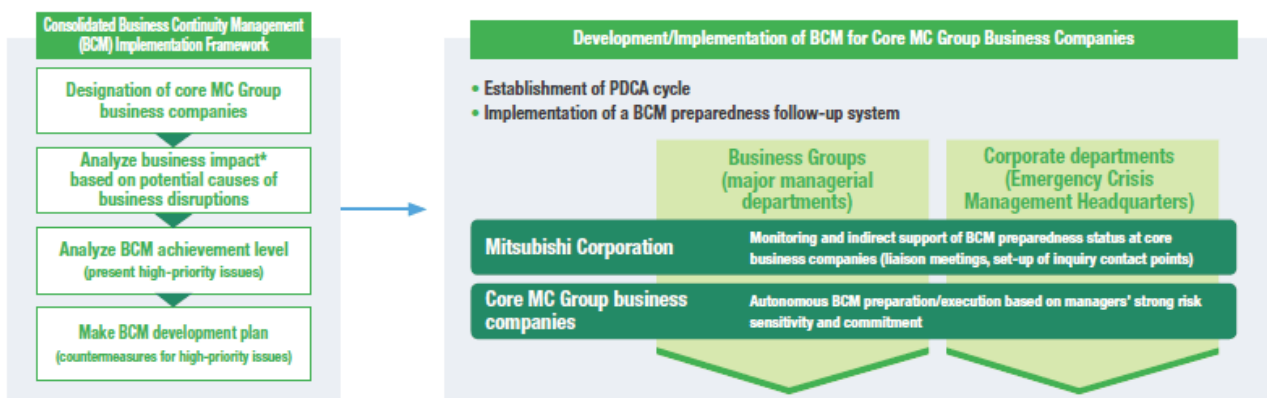 Consolidated Business Continuity Management
(BCM) Implementation Framework
Designation of core MC Group
business companies
Analyze business impact*
based on potential causes of
business disruptions
Analyze BCM achievement level
(present high-priority issues)
Make BCM development plan
(countermeasures for high-priority issues)
Development/Implementation of BCM for Core MC Group Business Companies
• Establishment of PDCA cycle
• Implementation of a BCM preparedness follow-up system
Business Groups
(major managerial
departments)
Corporate departments
(Emergency Crisis
Management Headquarters)
Mitsubishi Corporation
Monitoring and indirect support of BCM preparedness status at core
business companies (liaison meetings, set-up of inquiry contact points)
Core MC Group business
companies
Autonomous BCM preparation/execution based on managers' strong risk
sensitivity and commitment